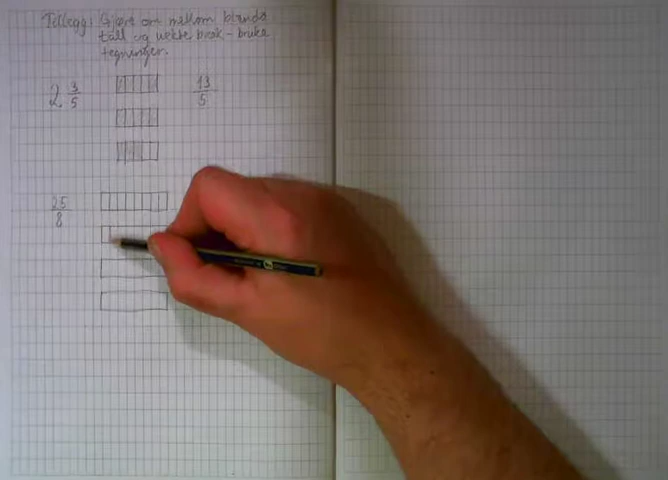 Tillegg: Gjøre om mellom blanda
tall og uekte brøk - bruke
tegninger.
2 3/5 13/5
25/8